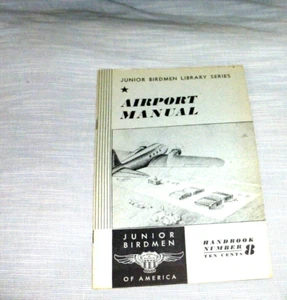 JUNIOR BIRDMEN LIBRARY SERIES
AIRPORT
MANUAL
JUNIOR
BIRDMEN
OF AMERICA
HANDBOOK
NUMBER 8
TEN CENTS